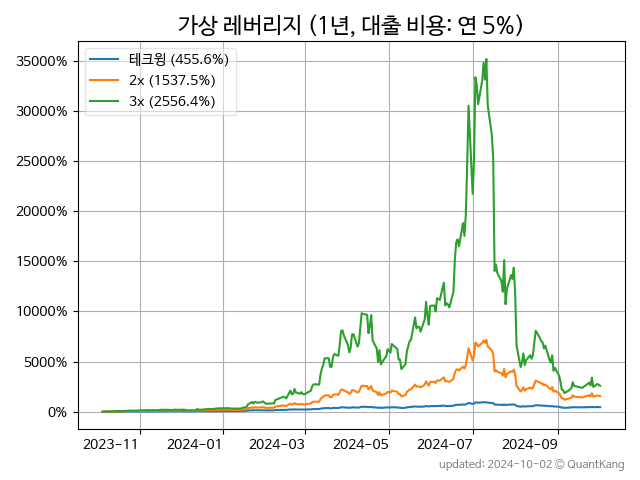 가상 레버리지 (1년, 대출 비용: 연 5%)
테크윙 (455.6%)
2x (1537.5%)
3x (2556.4%)
35000%
30000%
25000%
20000%
15000%
10000%
5000%
0%
2023-11 2024-01 2024-03 2024-05 2024-07 2024-09
updated: 2024-10-02 © QuantKang